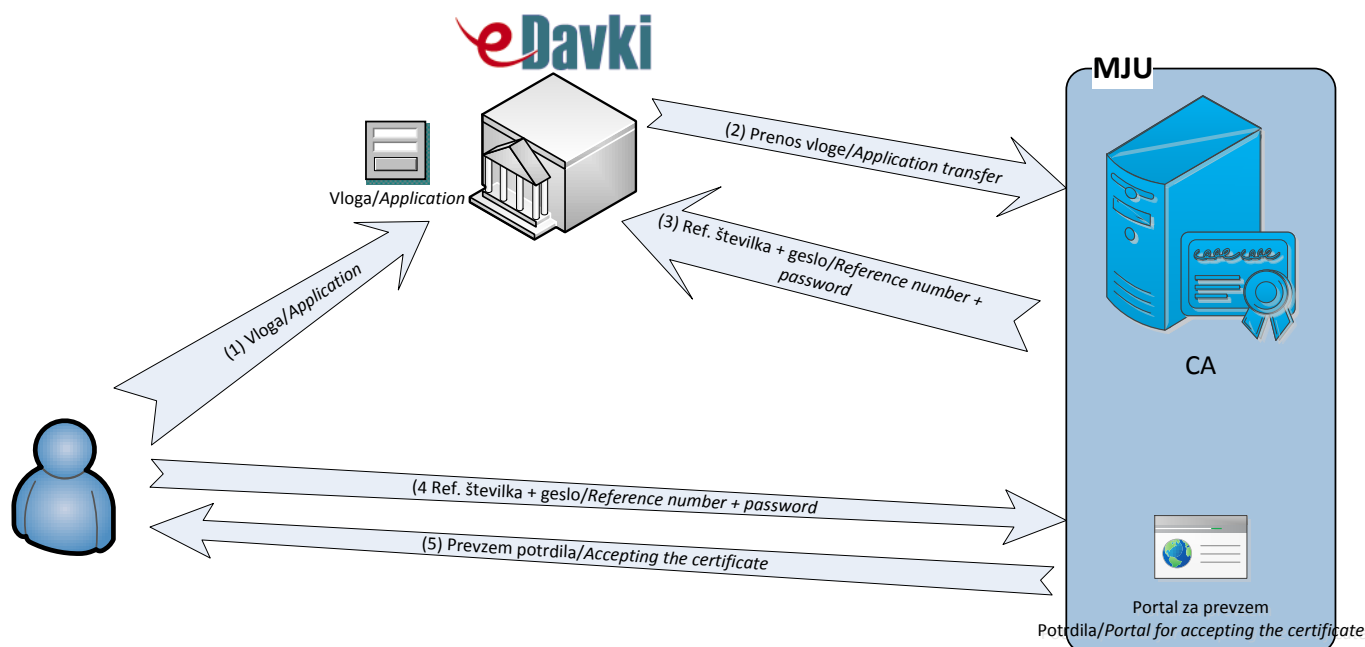 eDavki
MJU
(2) Prenos vloge/Application transfer
Vloga/Application
(3) Ref. številka + geslo/Reference number +
password
(1) Vloga/Application
CA
(4 Ref. številka + geslo/Reference number + password
(5) Prevzem potrdila/Accepting the certificate
Portal za prevzem
Potrdila/Portal for accepting the certificate